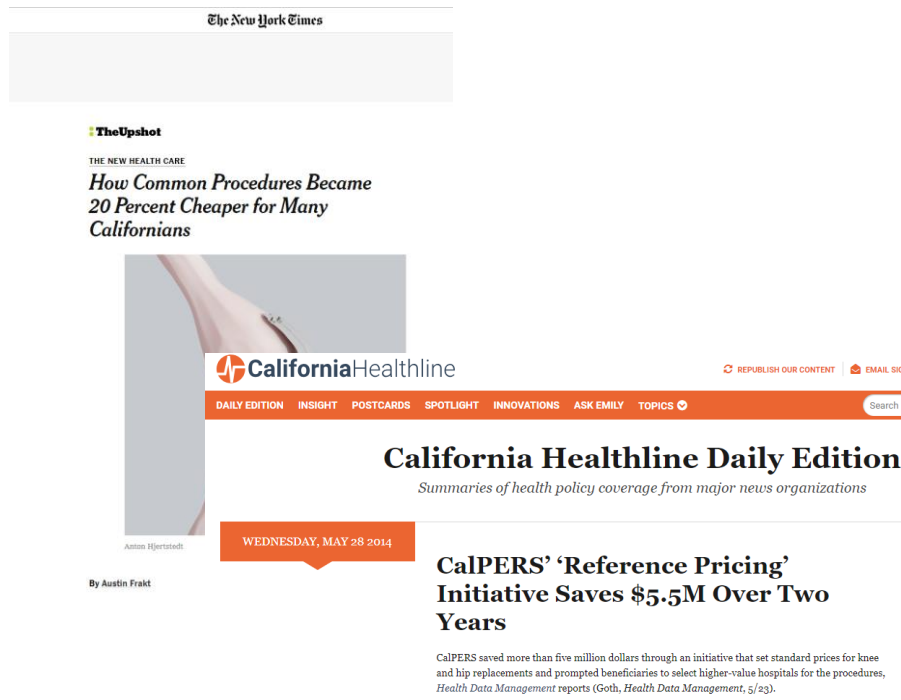 The New York Times
TheUpshot
THE NEW HEALTH CARE
How Common Procedures Became
20 Percent Cheaper for Many
Californians
Anton Hjertstedt
By Austin Frakt
CaliforniaHealthline
REPUBLISH OUR CONTENT
EMAIL SIG
DAILY EDITION INSIGHT POSTCARDS SPOTLIGHT INNOVATIONS ASK EMILY TOPICS
Search
California Healthline Daily Edition
Summaries of health policy coverage from major news organizations
WEDNESDAY, MAY 28 2014
CalPERS’ ‘Reference Pricing’
Initiative Saves $5.5M Over Two
Years
CalPERS saved more than five million dollars through an initiative that set standard prices for knee
and hip replacements and prompted beneficiaries to select higher-value hospitals for the procedures,
Health Data Management reports (Goth, Health Data Management, 5/23).